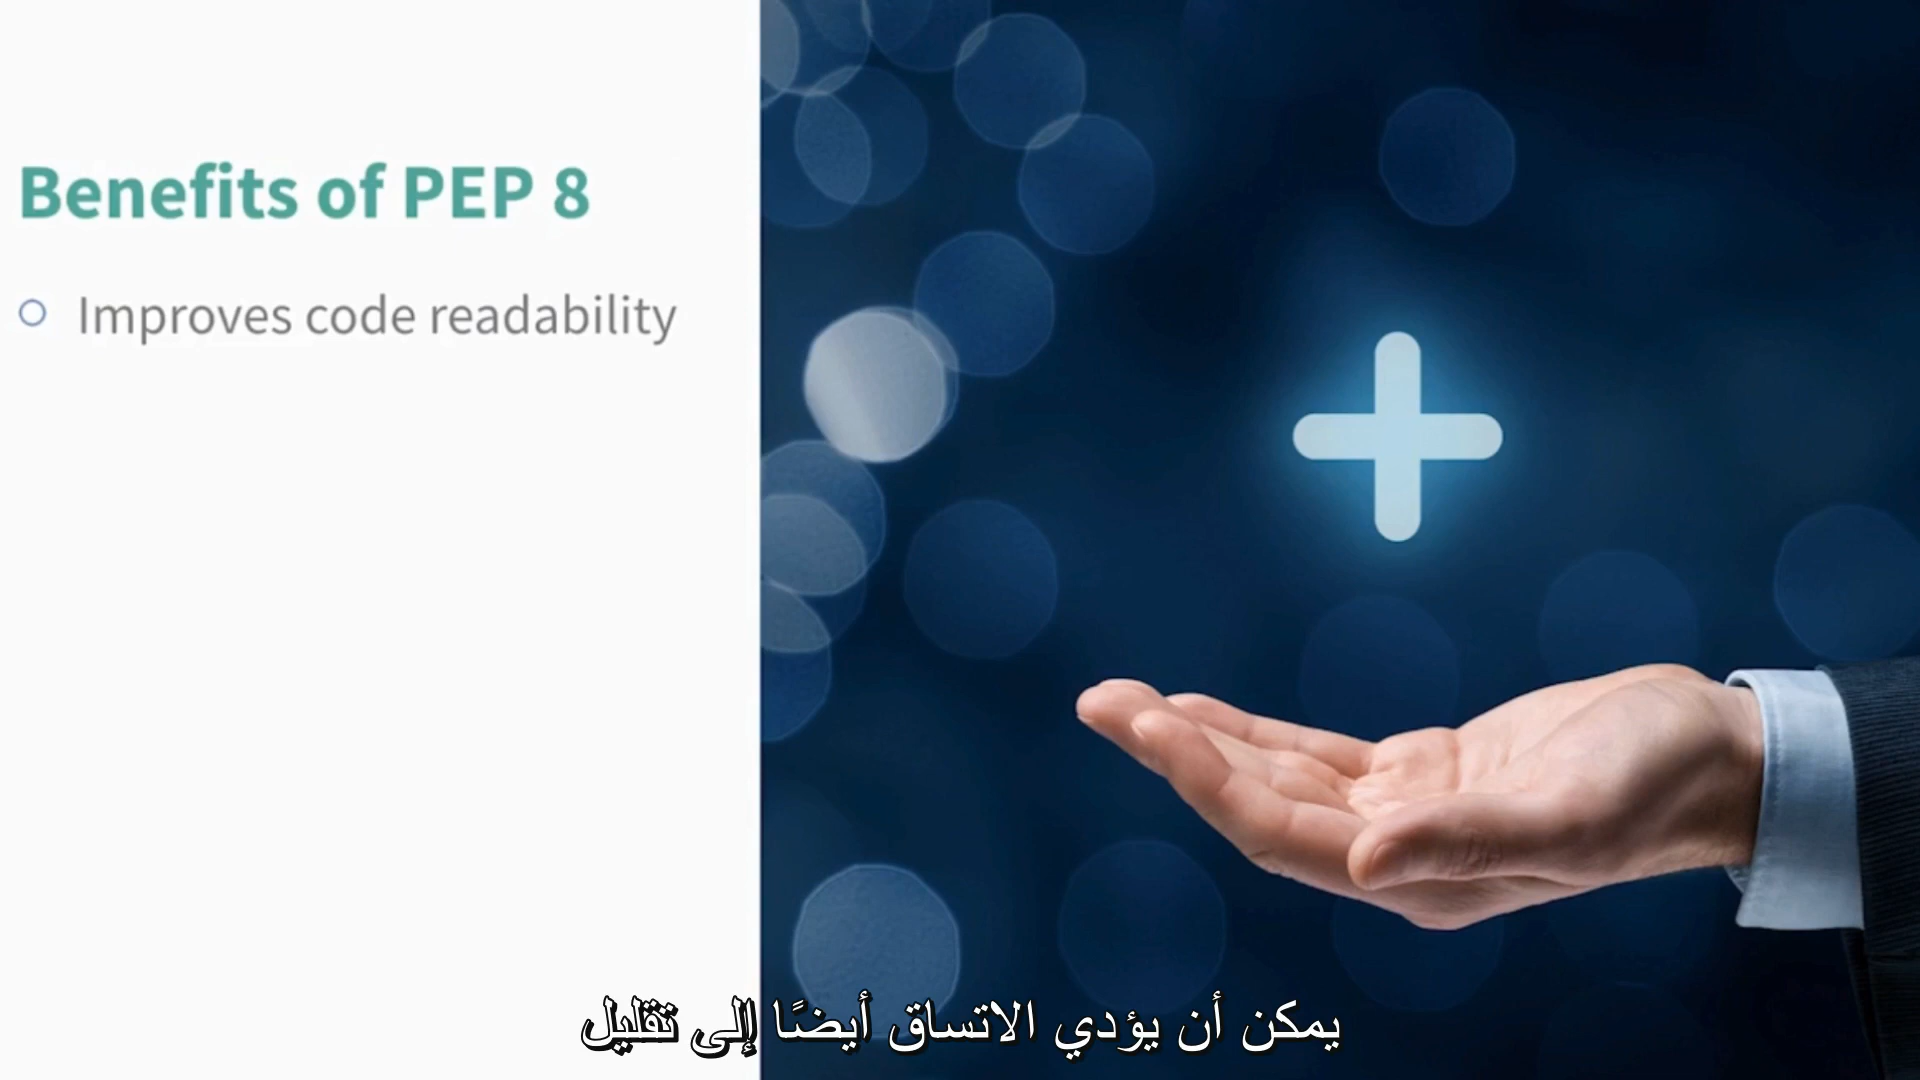 Benefits of PEP 8
Improves code readability
يمكن أن يؤدي الاتساق أيضًا إلى تقليل